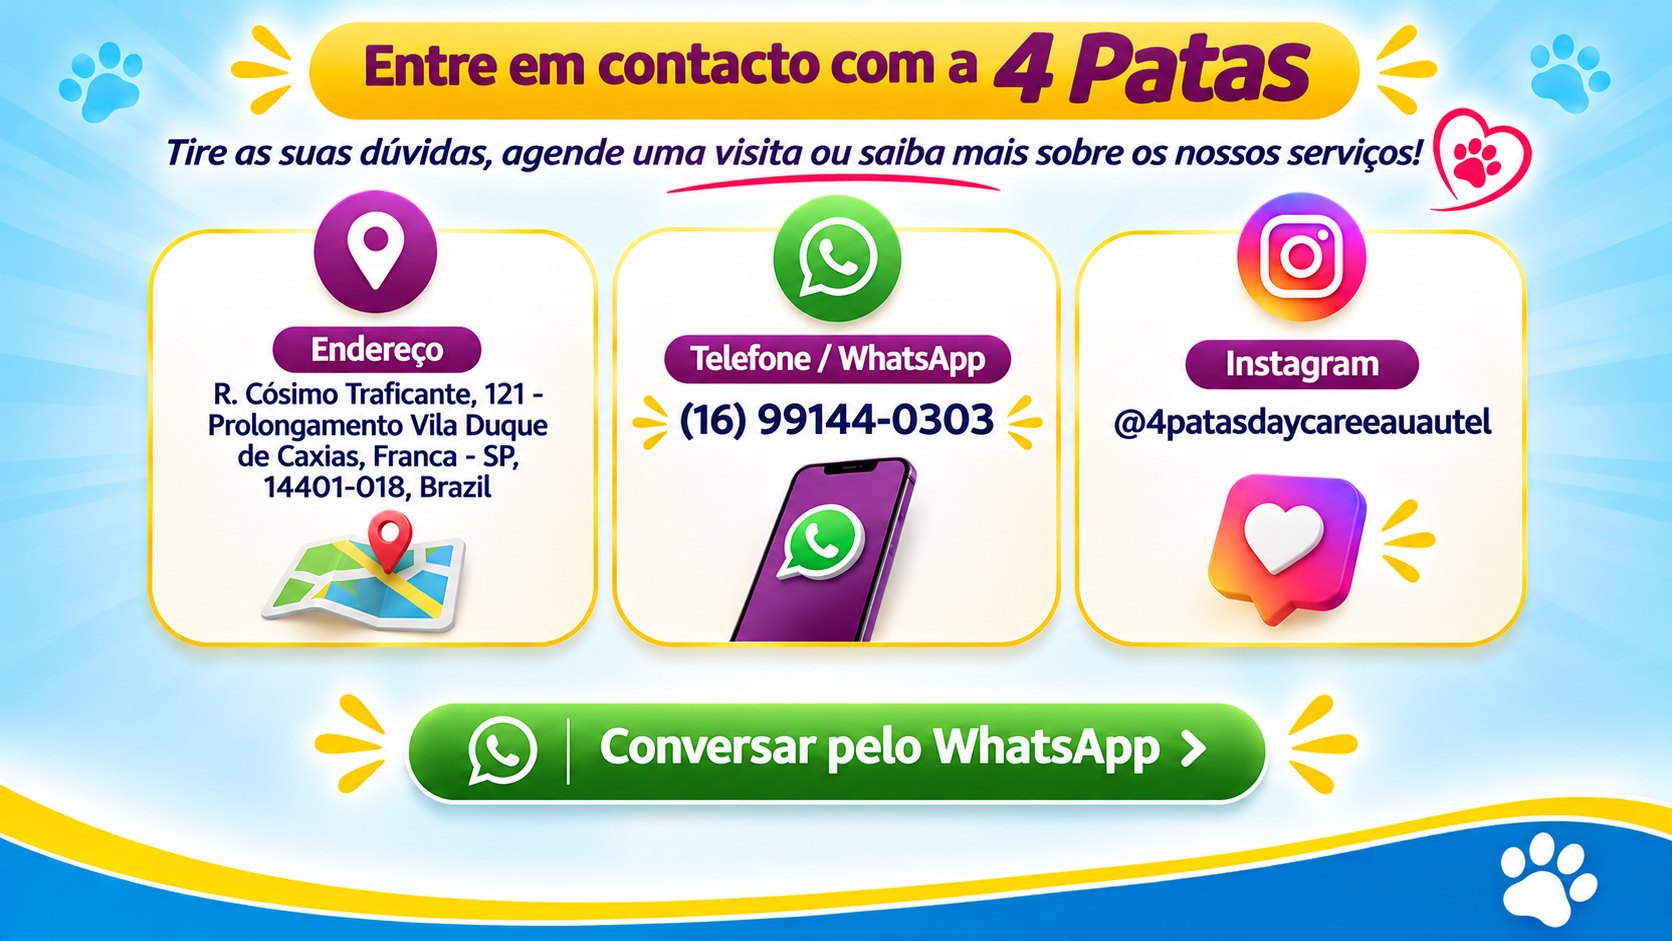 Entre em contacto com a 4 Patas
Tire as suas dúvidas, agende uma visita ou saiba mais sobre os nossos serviços!
Endereço
R. Cósimo Traficante, 121 -
Prolongamento Vila Duque
de Caxias, Franca - SP,
14401-018, Brazil
Telefone / WhatsApp
(16) 99144-0303
Instagram
@4patasdaycareeauautel
Conversar pelo WhatsApp